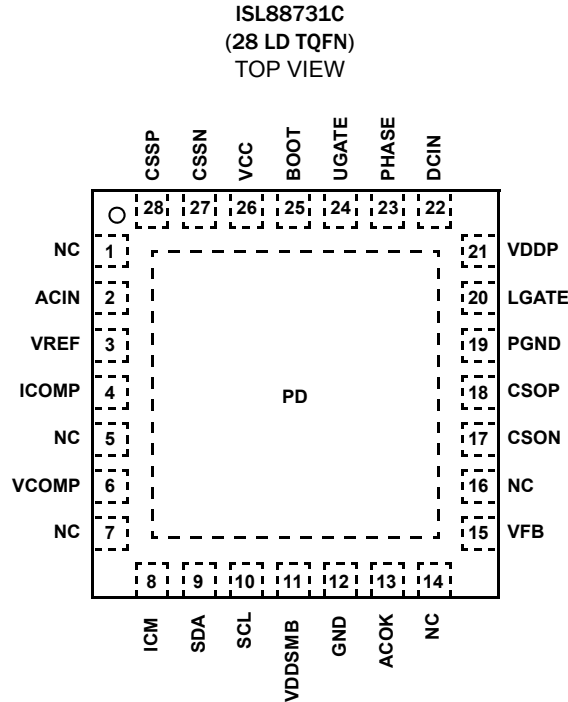 ISL88731C
(28 LD TQFN)
TOP VIEW
CSSP
CSSN
VCC
BOOT
UGATE
PHASE
DCIN
28 27 26 25 24 23 22
NC 1
ACIN 2
VREF 3
ICOMP 4
NC 5
VCOMP 6
NC 7
PD
21 VDDP
20 LGATE
19 PGND
18 CSOP
17 CSON
16 NC
15 VFB
8 9 10 11 12 13 14
ICM
SDA
SCL
VDDSMB
GND
ACOK
NC